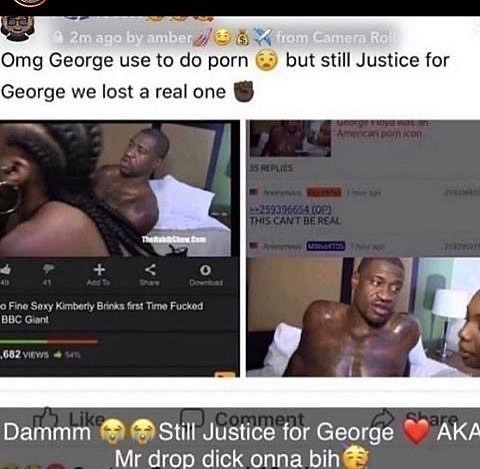 2m ago by amber 💅🤤💰✈️ from Camera Roll
Omg George use to do porn 😧 but still Justice for
George we lost a real one ✊🏿
George Floyd was an
American porn icon
35 REPLIES
Anonymous 1 hour ago
>>259396654 (OP)
THIS CAN'T BE REAL
Anonymous 1 hour ago
49 41 Add To Share Download
o Fine Sexy Kimberly Brinks first Time Fucked
BBC Giant
,682 VIEWS 👍 54%
Like Comment Share
Dammm 😭😭Still Justice for George ❤️ AKA
Mr drop dick onna bih🥳